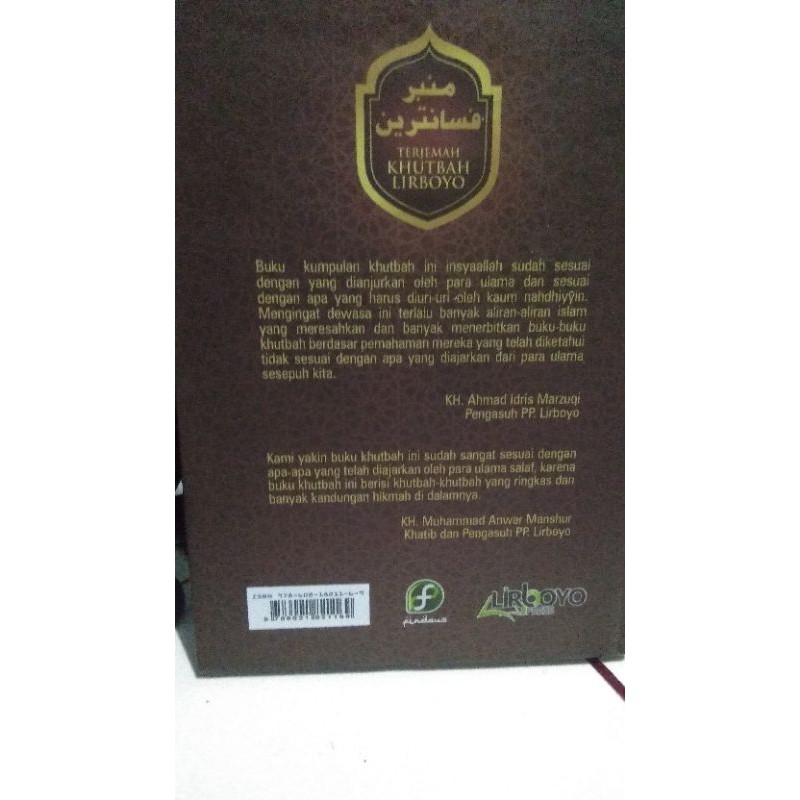 منبر
فسانترين
TERJEMAH
KHUTBAH
LIRBOYO
Buku kumpulan khutbah ini insyaallah sudah sesuai
dengan yang dianjurkan oleh para ulama dan sesuai
dengan apa yang harus diuri-uri oleh kaum nahdhiyyin.
Mengingat dewasa ini terlalu banyak aliran-aliran islam
yang meresahkan dan banyak menerbitkan buku-buku
khutbah berdasar pemahaman mereka yang telah diketahui
tidak sesuai dengan apa yang diajarkan dari para ulama
sesepuh kita.
KH. Ahmad Idris Marzuqi
Pengasuh PP. Lirboyo
Kami yakin buku khutbah ini sudah sangat sesuai dengan
apa-apa yang telah diajarkan oleh para ulama salaf, karena
buku khutbah ini berisi khutbah-khutbah yang ringkas dan
banyak kandungan hikmah di dalamnya.
KH. Muhammad Anwar Manshur
Khatib dan Pengasuh PP. Lirboyo
ISBN
LIRBOYO
PRESS